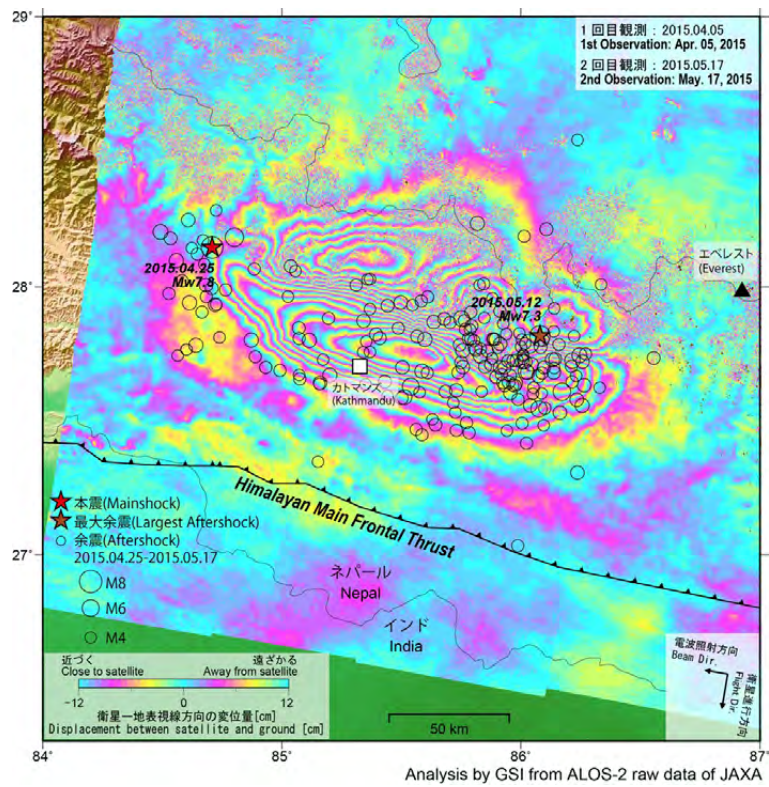 29°
28°
27°
84°
85°
86°
87°
1回目観測：2015.04.05
1st Observation: Apr. 05, 2015
2回目観測：2015.05.17
2nd Observation: May. 17, 2015
エベレスト
(Everest)
2015.04.25
Mw7.8
2015.05.12
Mw7.3
カトマンズ
(Kathmandu)
Himalayan Main Frontal Thrust
本震(Mainshock)
最大余震(Largest Aftershock)
余震(Aftershock)
2015.04.25-2015.05.17
M8
M6
M4
ネパール
Nepal
インド
India
近づく 遠ざかる
Close to satellite Away from satellite
-12 0 12
衛星ー地表視線方向の変位量[cm]
Displacement between satellite and ground [cm]
50 km
電波照射方向
Beam Dir.
衛星進行方向
Flight Dir.
Analysis by GSI from ALOS-2 raw data of JAXA